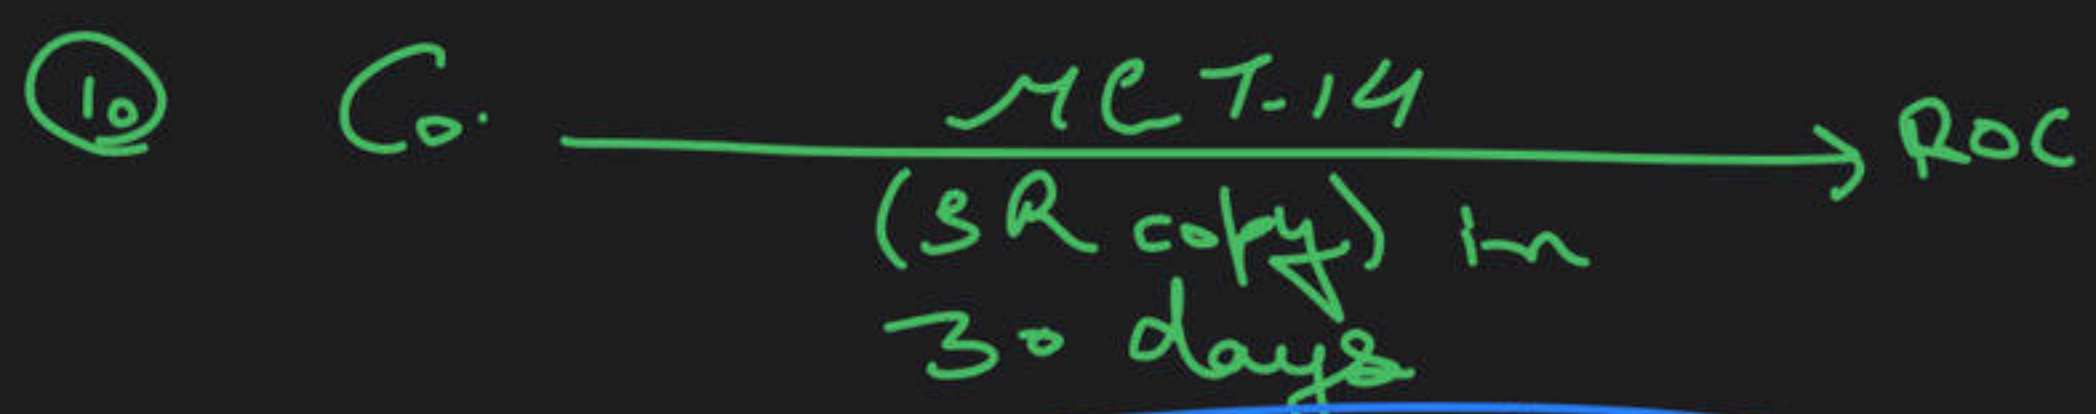 10 Co. MGT-14 → ROC
(SR copy) in
30 days